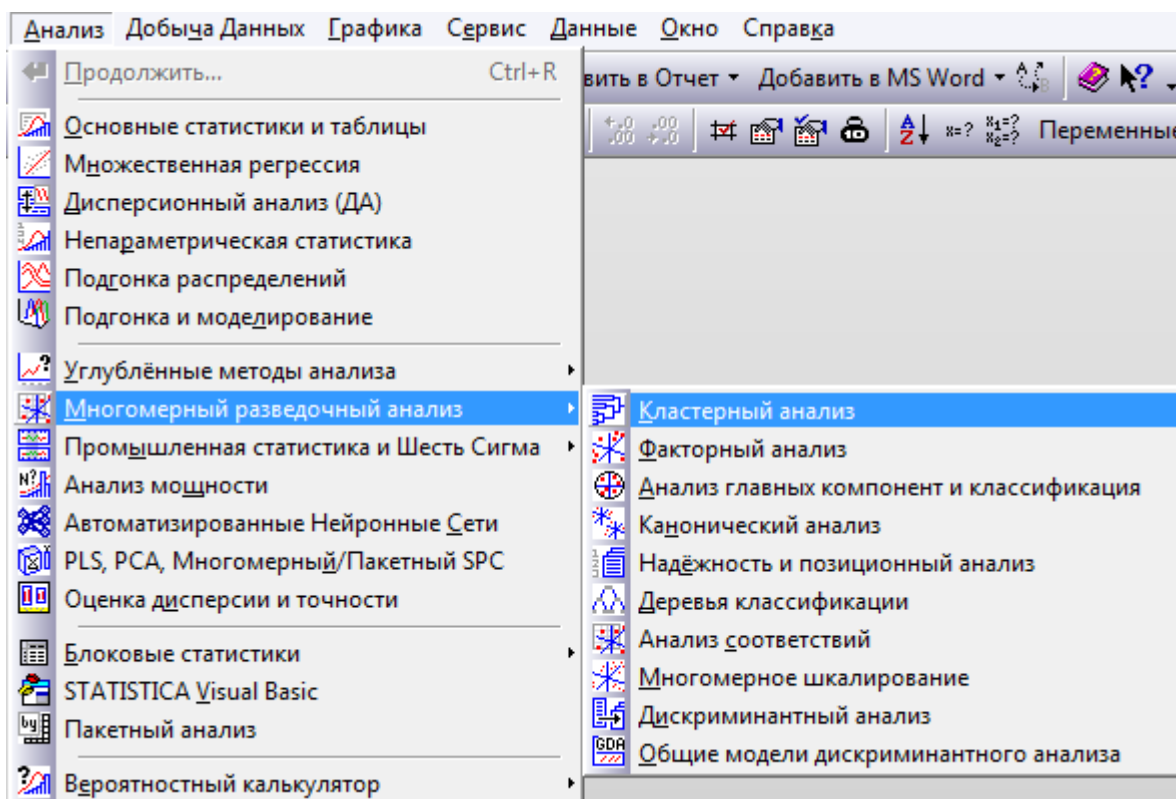 Анализ Добыча Данных Графика Сервис Данные Окно Справка
Продолжить... Ctrl+R
вить в Отчет Добавить в MS Word
Переменные
Основные статистики и таблицы
Множественная регрессия
Дисперсионный анализ (ДА)
Непараметрическая статистика
Подгонка распределений
Подгонка и моделирование
Углублённые методы анализа
Многомерный разведочный анализ
Промышленная статистика и Шесть Сигма
Анализ мощности
Автоматизированные Нейронные Сети
PLS, PCA, Многомерный/Пакетный SPC
Оценка дисперсии и точности
Блоковые статистики
STATISTICA Visual Basic
Пакетный анализ
Вероятностный калькулятор
Кластерный анализ
Факторный анализ
Анализ главных компонент и классификация
Канонический анализ
Надёжность и позиционный анализ
Деревья классификации
Анализ соответствий
Многомерное шкалирование
Дискриминантный анализ
Общие модели дискриминантного анализа